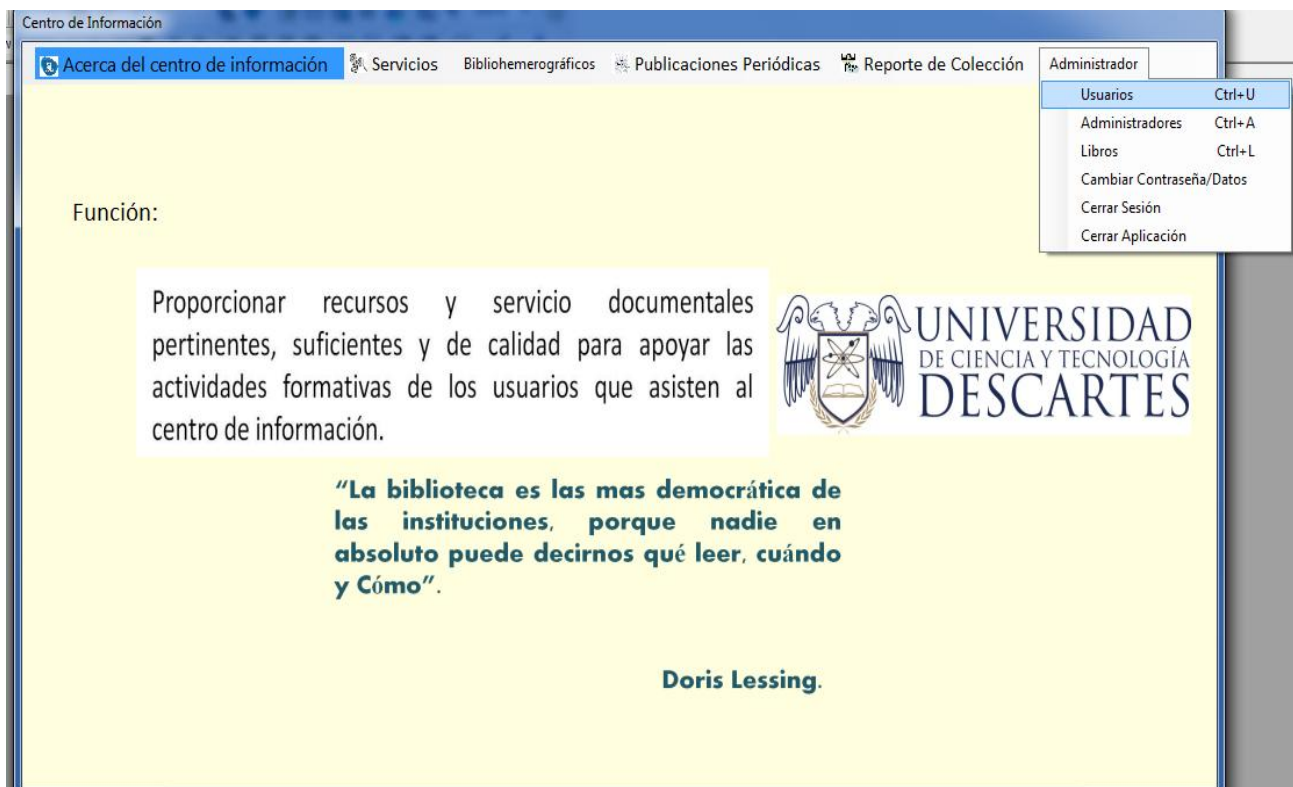 Centro de Información
Acerca del centro de información Servicios Bibliohemerográficos Publicaciones Periódicas Reporte de Colección Administrador
Usuarios Ctrl+U
Administradores Ctrl+A
Libros Ctrl+L
Cambiar Contraseña/Datos
Cerrar Sesión
Cerrar Aplicación
Función:
Proporcionar recursos y servicio documentales
pertinentes, suficientes y de calidad para apoyar las
actividades formativas de los usuarios que asisten al
centro de información.
UNIVERSIDAD
DE CIENCIA Y TECNOLOGÍA
DESCARTES
“La biblioteca es las mas democrática de
las instituciones, porque nadie en
absoluto puede decirnos qué leer, cuándo
y Cómo”.
Doris Lessing.